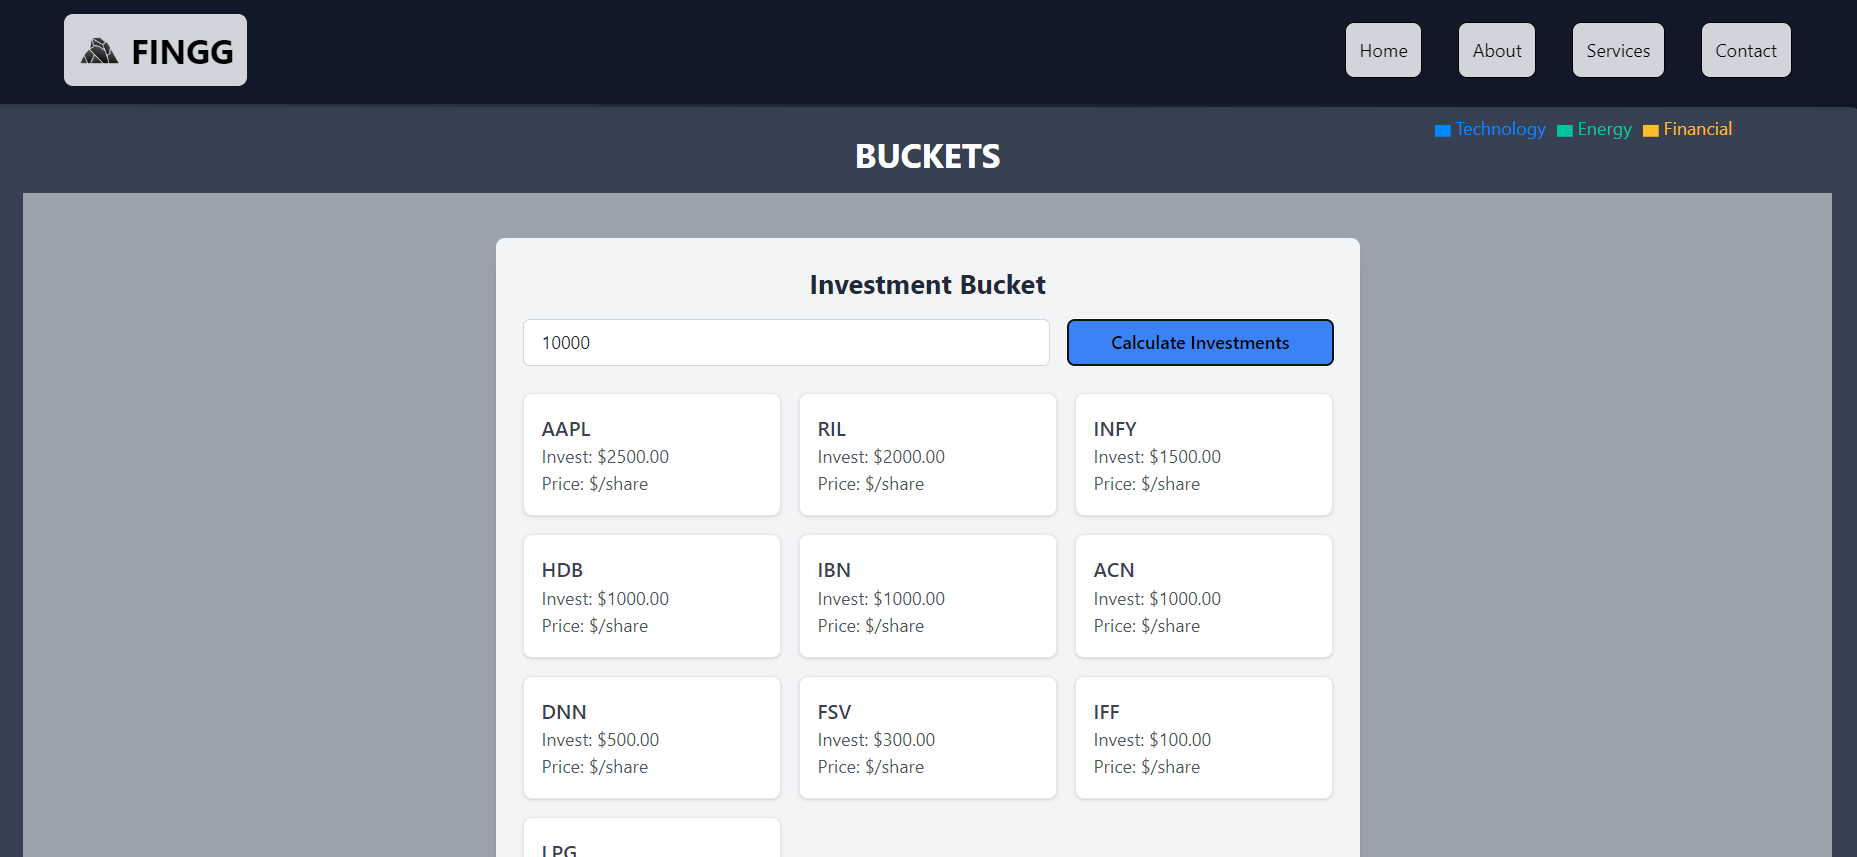 FINGG
Home About Services Contact
Technology Energy Financial
BUCKETS
Investment Bucket
10000 Calculate Investments
AAPL
Invest: $2500.00
Price: $/share
RIL
Invest: $2000.00
Price: $/share
INFY
Invest: $1500.00
Price: $/share
HDB
Invest: $1000.00
Price: $/share
IBN
Invest: $1000.00
Price: $/share
ACN
Invest: $1000.00
Price: $/share
DNN
Invest: $500.00
Price: $/share
FSV
Invest: $300.00
Price: $/share
IFF
Invest: $100.00
Price: $/share
LPG